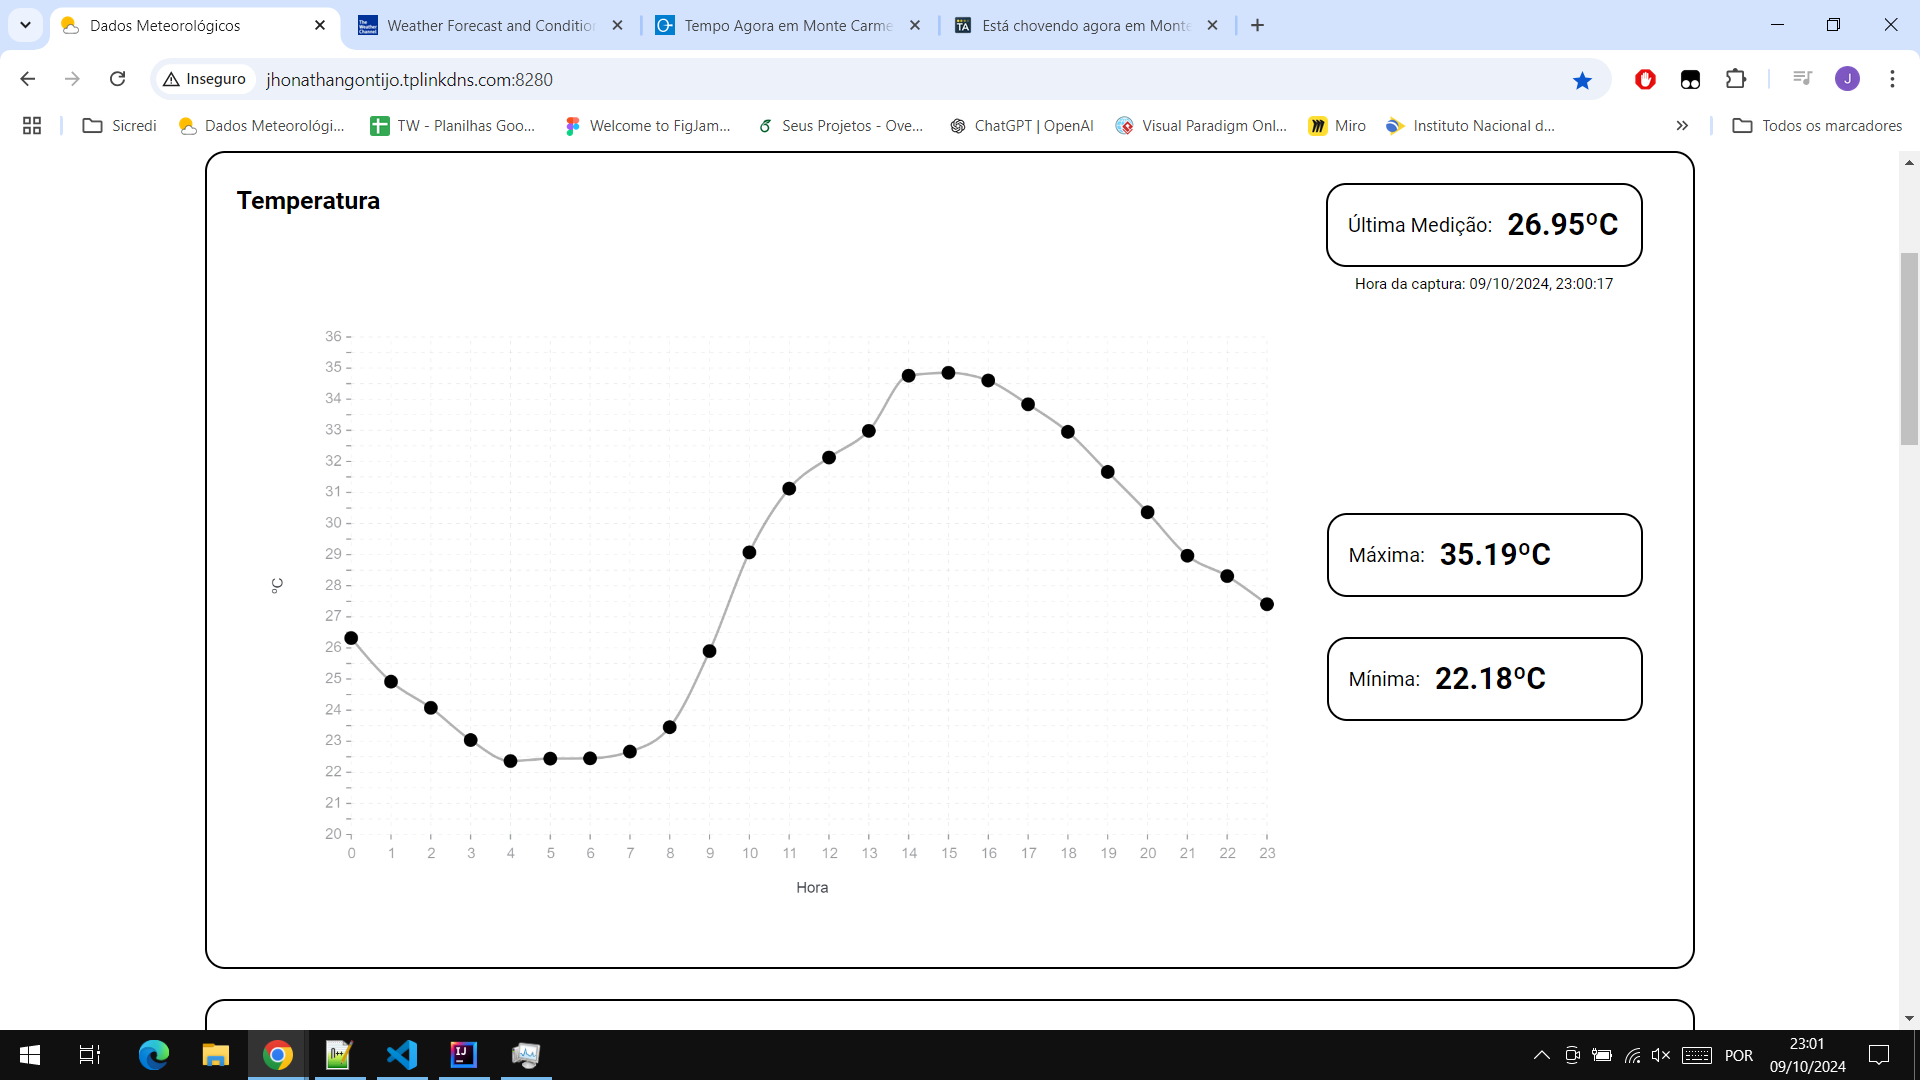 Dados Meteorológicos
Weather Forecast and Condition
Tempo Agora em Monte Carme
Está chovendo agora em Monte
Inseguro
jhonathangontijo.tplinkdns.com:8280
J
Sicredi
Dados Meteorológi...
TW - Planilhas Goo...
Welcome to FigJam...
Seus Projetos - Ove...
ChatGPT | OpenAI
Visual Paradigm Onl...
Miro
Instituto Nacional d...
Todos os marcadores
Temperatura
Última Medição: 26.95ºC
Hora da captura: 09/10/2024, 23:00:17
36
35
34
33
32
31
30
29
28
27
26
25
24
23
22
21
20
ºC
0 1 2 3 4 5 6 7 8 9 10 11 12 13 14 15 16 17 18 19 20 21 22 23
Hora
Máxima: 35.19ºC
Mínima: 22.18ºC
POR
23:01
09/10/2024